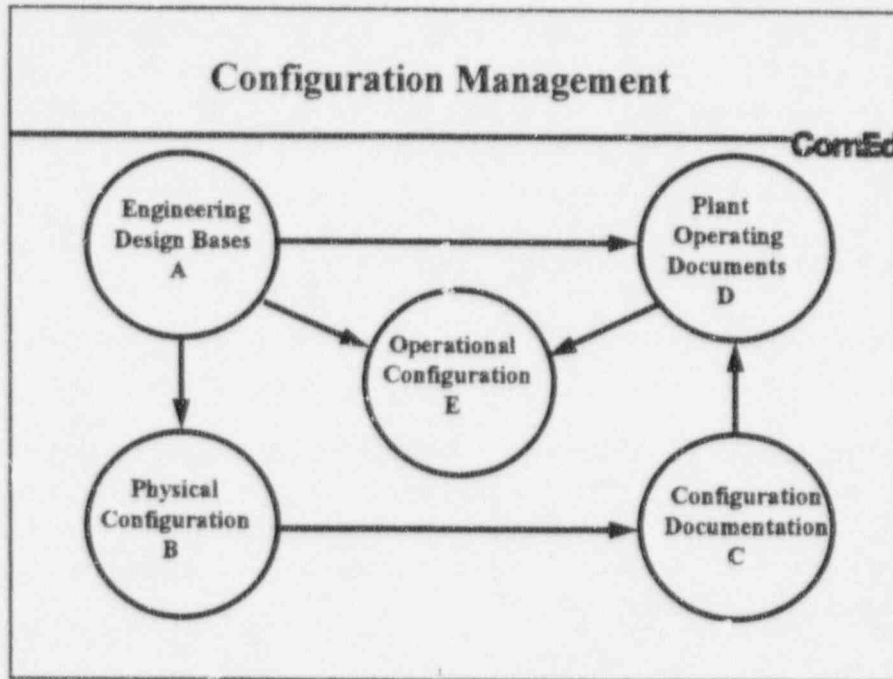 Configuration Management
ComEd
Engineering
Design Bases
A
Plant
Operating
Documents
D
Operational
Configuration
E
Physical
Configuration
B
Configuration
Documentation
C